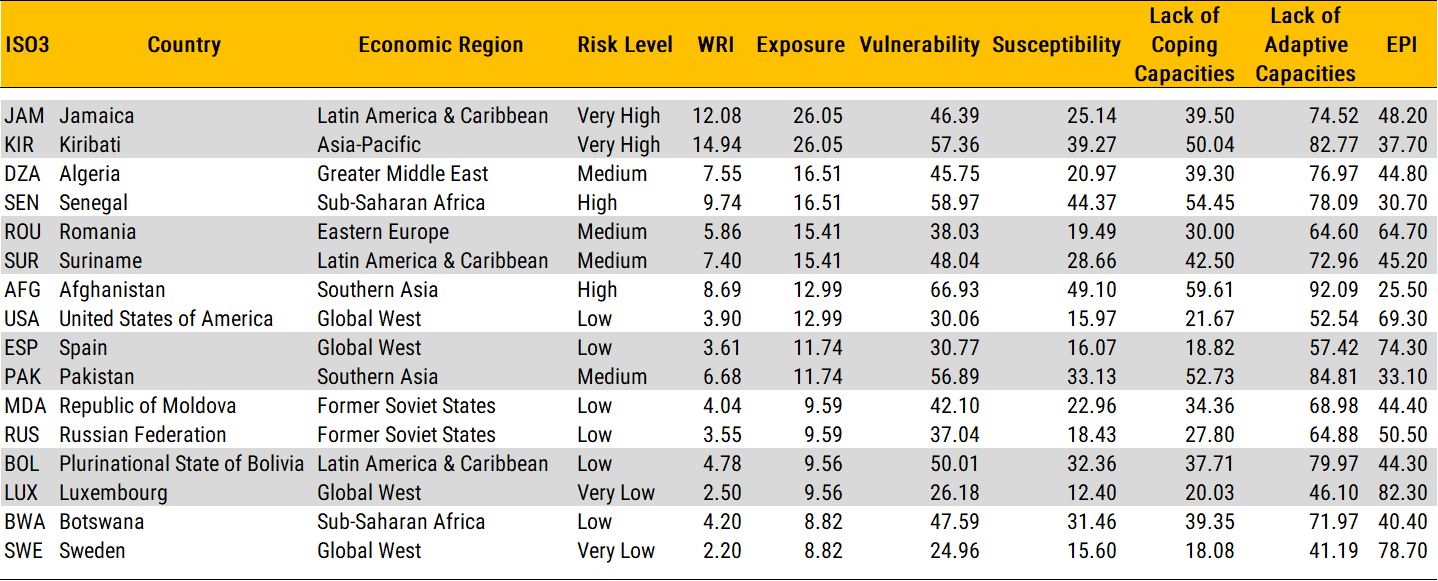 ISO3 Country Economic Region Risk Level WRI Exposure Vulnerability Susceptibility Lack of Coping Capacities Lack of Adaptive Capacities EPI
JAM Jamaica Latin America & Caribbean Very High 12.08 26.05 46.39 25.14 39.50 74.52 48.20
KIR Kiribati Asia-Pacific Very High 14.94 26.05 57.36 39.27 50.04 82.77 37.70
DZA Algeria Greater Middle East Medium 7.55 16.51 45.75 20.97 39.30 76.97 44.80
SEN Senegal Sub-Saharan Africa High 9.74 16.51 58.97 44.37 54.45 78.09 30.70
ROU Romania Eastern Europe Medium 5.86 15.41 38.03 19.49 30.00 64.60 64.70
SUR Suriname Latin America & Caribbean Medium 7.40 15.41 48.04 28.66 42.50 72.96 45.20
AFG Afghanistan Southern Asia High 8.69 12.99 66.93 49.10 59.61 92.09 25.50
USA United States of America Global West Low 3.90 12.99 30.06 15.97 21.67 52.54 69.30
ESP Spain Global West Low 3.61 11.74 30.77 16.07 18.82 57.42 74.30
PAK Pakistan Southern Asia Medium 6.68 11.74 56.89 33.13 52.73 84.81 33.10
MDA Republic of Moldova Former Soviet States Low 4.04 9.59 42.10 22.96 34.36 68.98 44.40
RUS Russian Federation Former Soviet States Low 3.55 9.59 37.04 18.43 27.80 64.88 50.50
BOL Plurinational State of Bolivia Latin America & Caribbean Low 4.78 9.56 50.01 32.36 37.71 79.97 44.30
LUX Luxembourg Global West Very Low 2.50 9.56 26.18 12.40 20.03 46.10 82.30
BWA Botswana Sub-Saharan Africa Low 4.20 8.82 47.59 31.46 39.35 71.97 40.40
SWE Sweden Global West Very Low 2.20 8.82 24.96 15.60 18.08 41.19 78.70